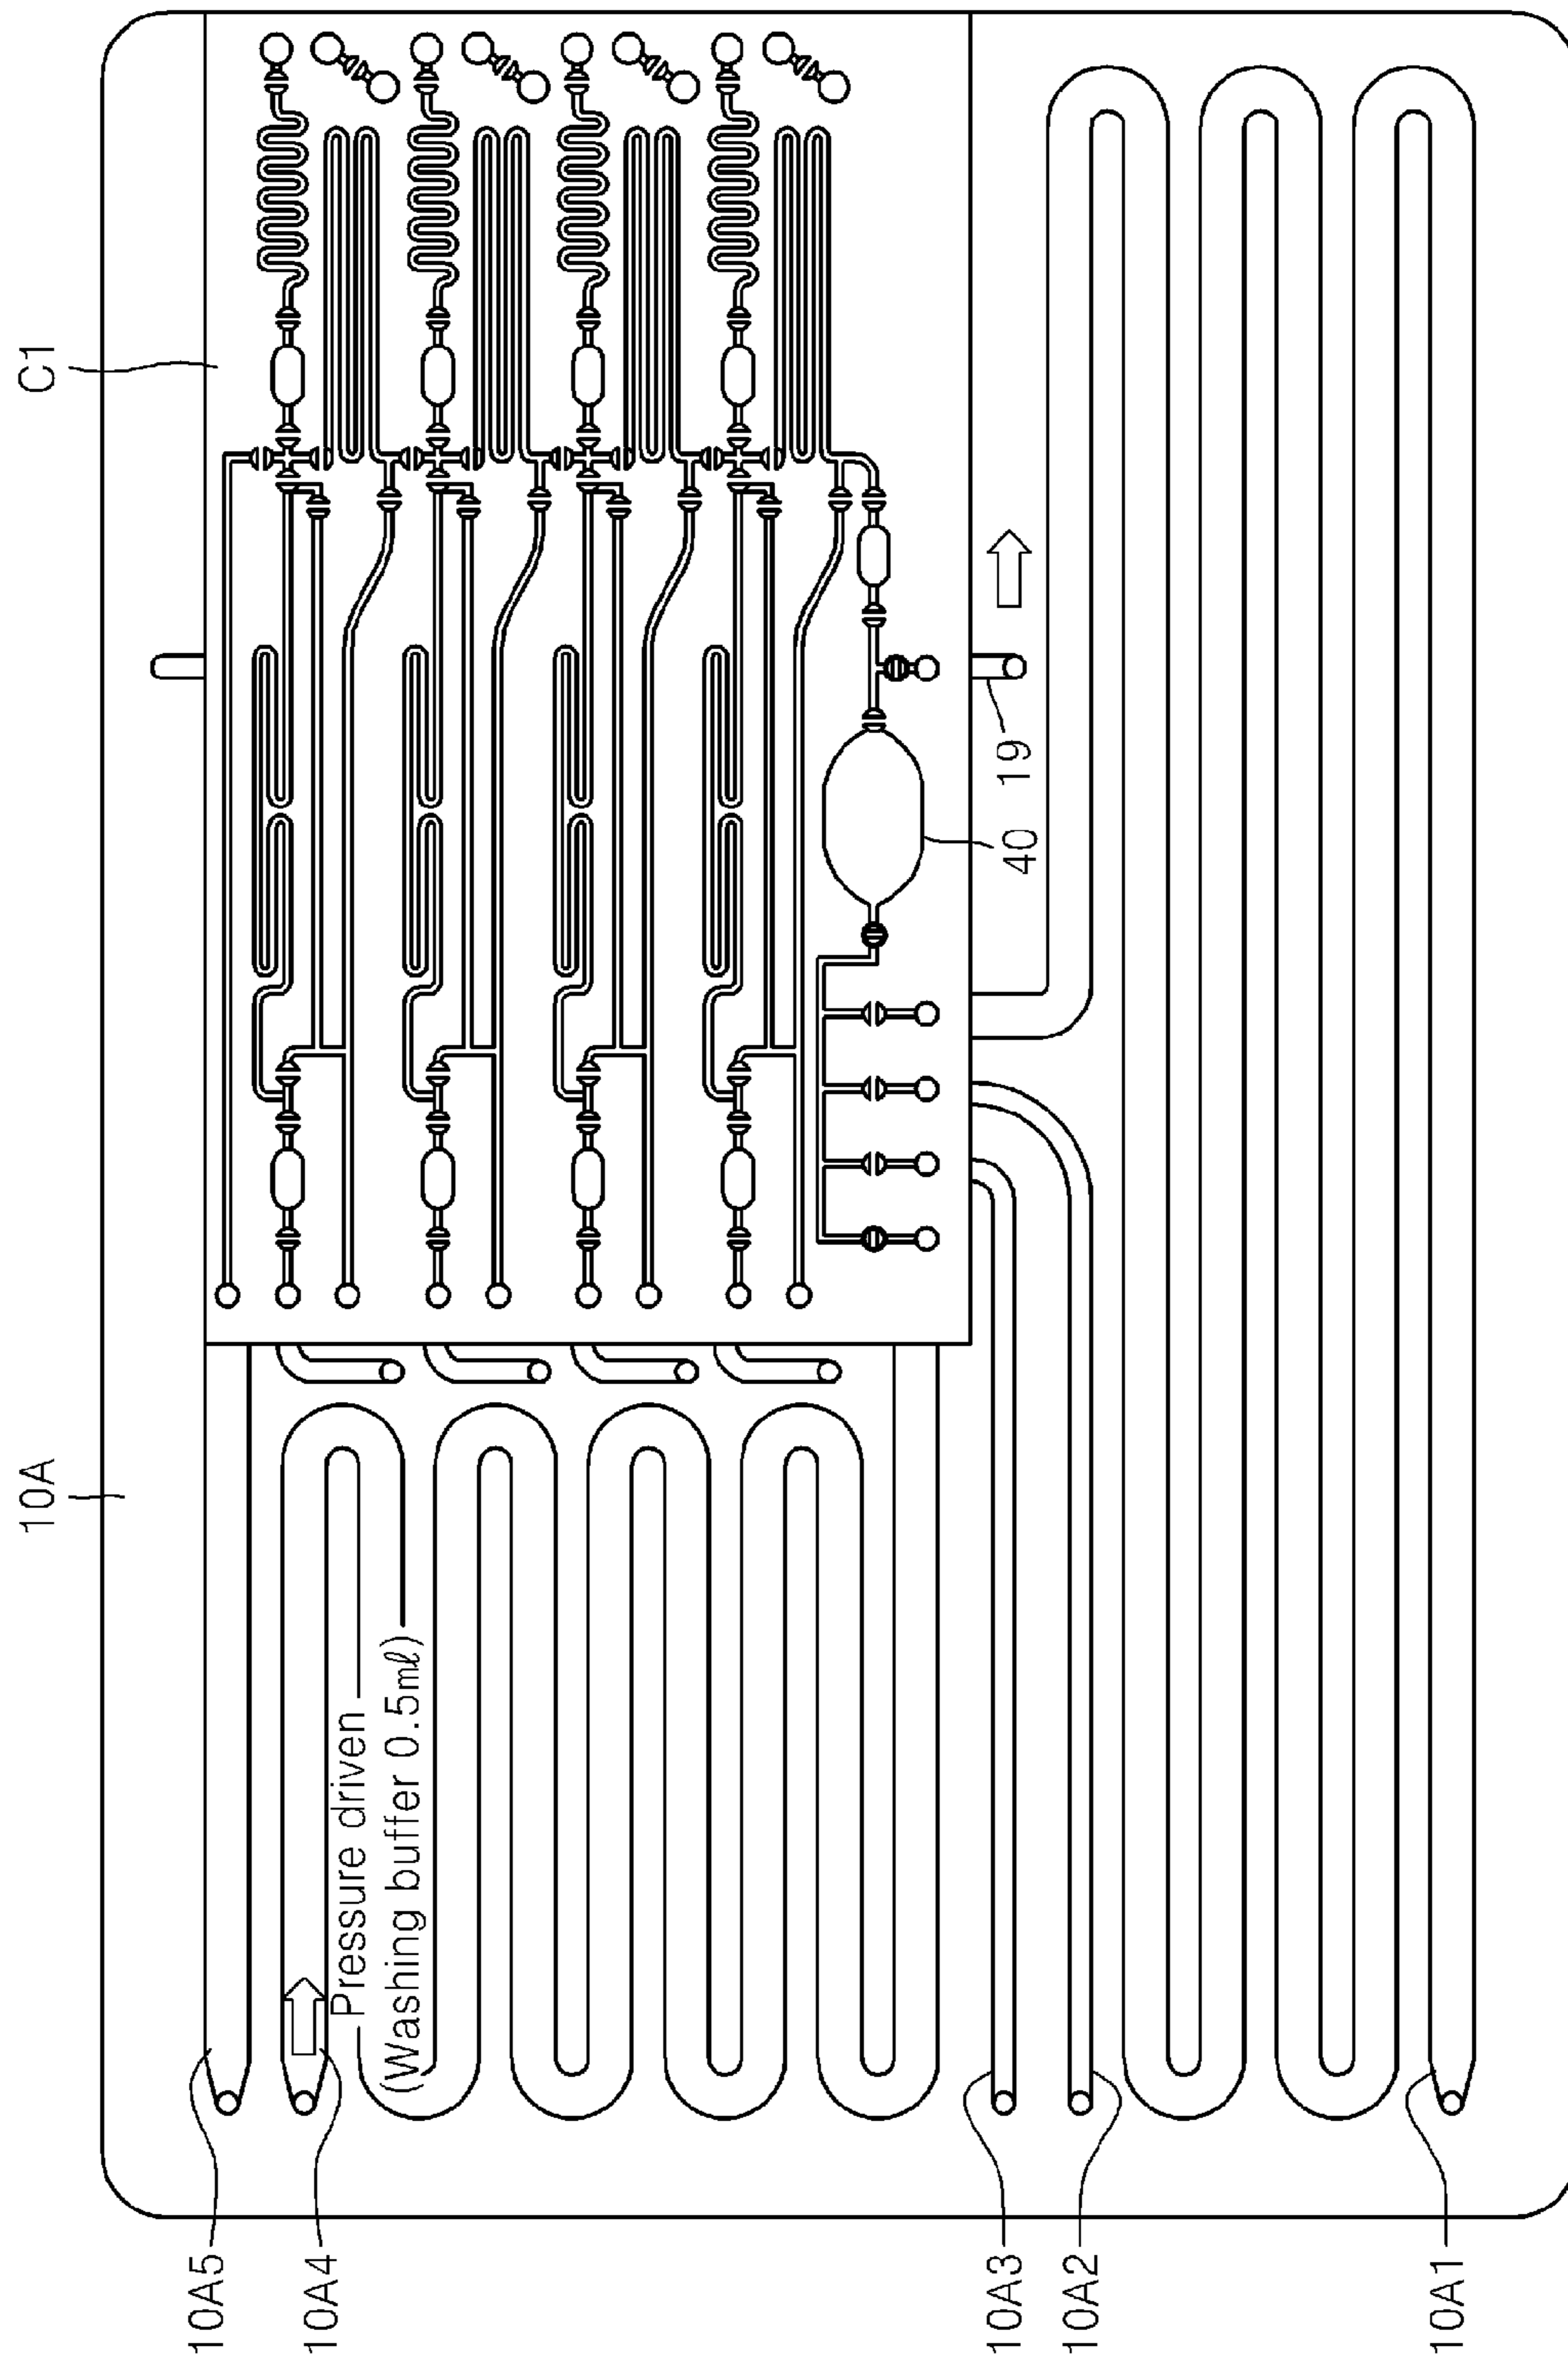 10A
C1
Pressure driven
(Washing buffer 0.5㎖)
40
19
10A5
10A4
10A3
10A2
10A1